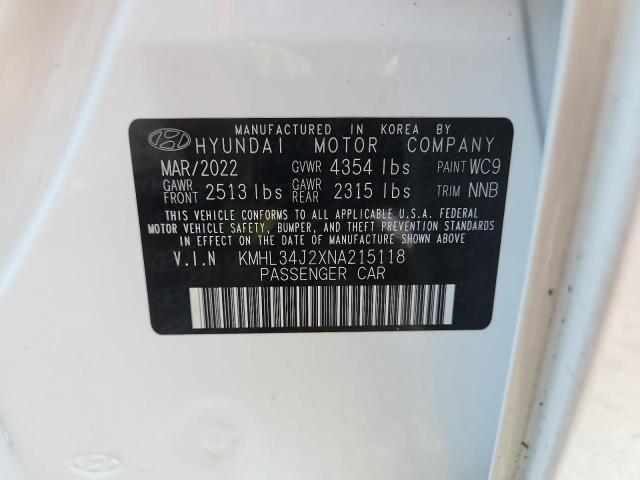 MANUFACTURED IN KOREA BY
HYUNDAI MOTOR COMPANY
MAR/2022 GVWR 4354 lbs PAINT WC9
GAWR FRONT 2513 lbs GAWR REAR 2315 lbs TRIM NNB
THIS VEHICLE CONFORMS TO ALL APPLICABLE U.S.A. FEDERAL
MOTOR VEHICLE SAFETY, BUMPER, AND THEFT PREVENTION STANDARDS
IN EFFECT ON THE DATE OF MANUFACTURE SHOWN ABOVE.
V.I.N KMHL34J2XNA215118
PASSENGER CAR